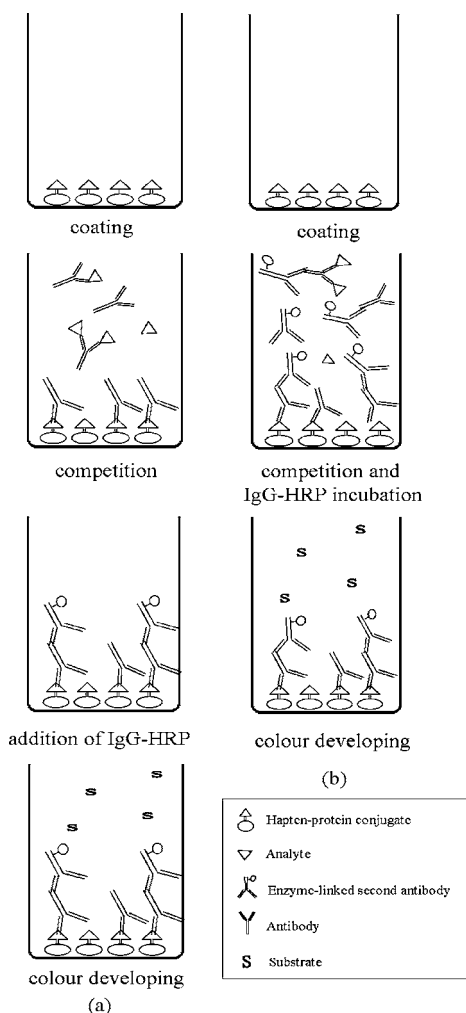 coating
competition
addition of IgG-HRP
S
S
S
S
colour developing
(a)
coating
competition and
IgG-HRP incubation
S
S
S
S
colour developing
(b)
Hapten-protein conjugate
Analyte
Enzyme-linked second antibody
Antibody
S Substrate